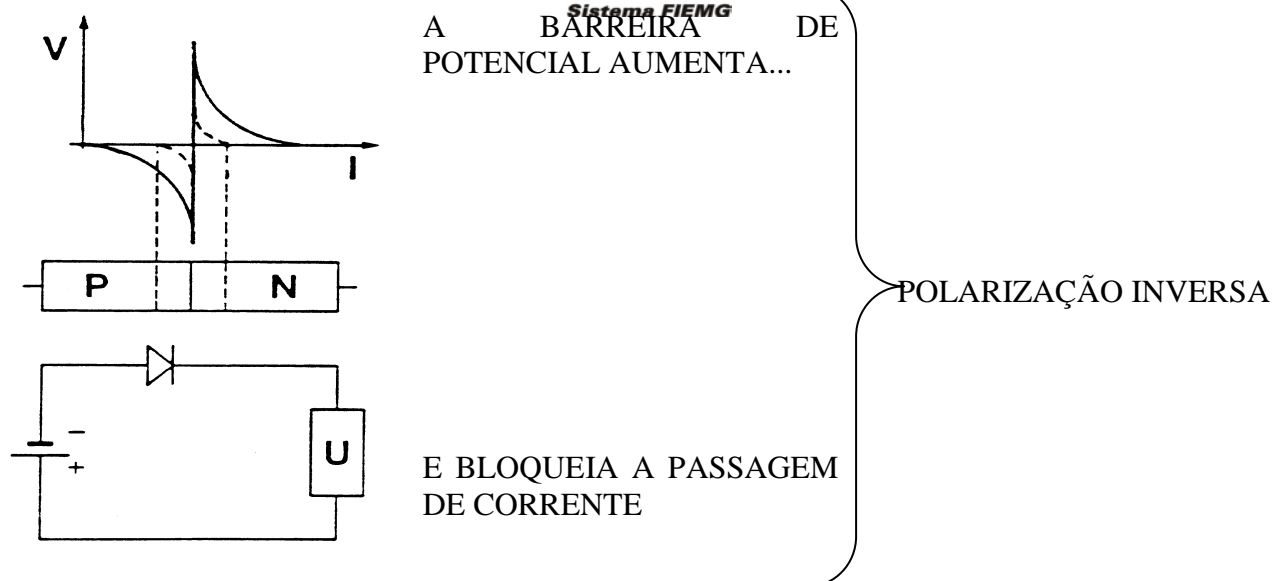 Sistema FIEMG
A BARREIRA DE
POTENCIAL AUMENTA...
V
I
P N
POLARIZAÇÃO INVERSA
−
+
U
E BLOQUEIA A PASSAGEM
DE CORRENTE